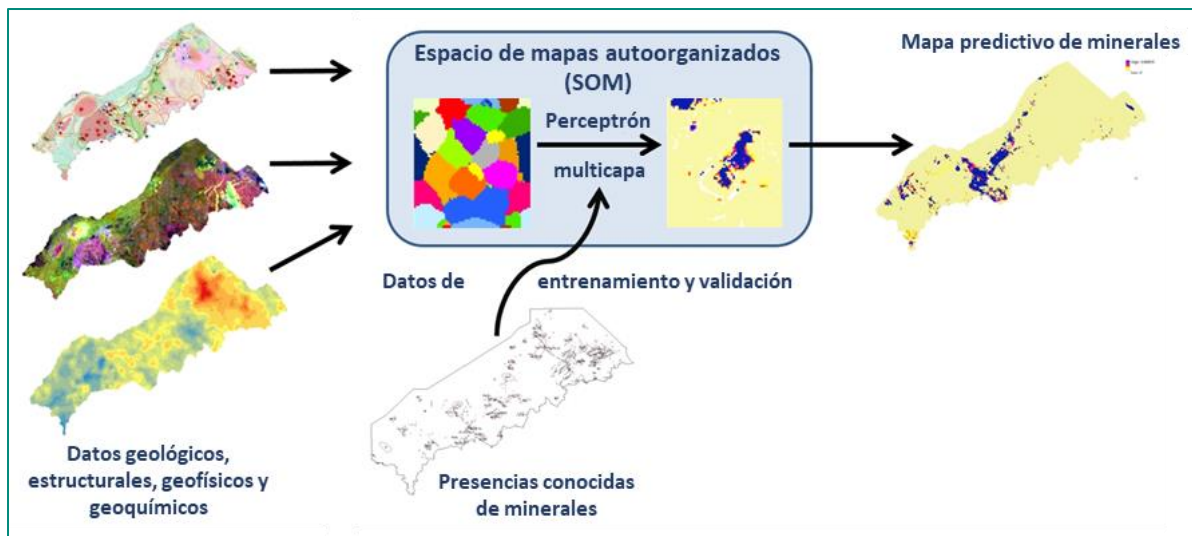 Espacio de mapas autoorganizados
(SOM)
Perceptrón
multicapa
Mapa predictivo de minerales
Datos de entrenamiento y validación
Datos geológicos,
estructurales, geofísicos y
geoquímicos
Presencias conocidas
de minerales